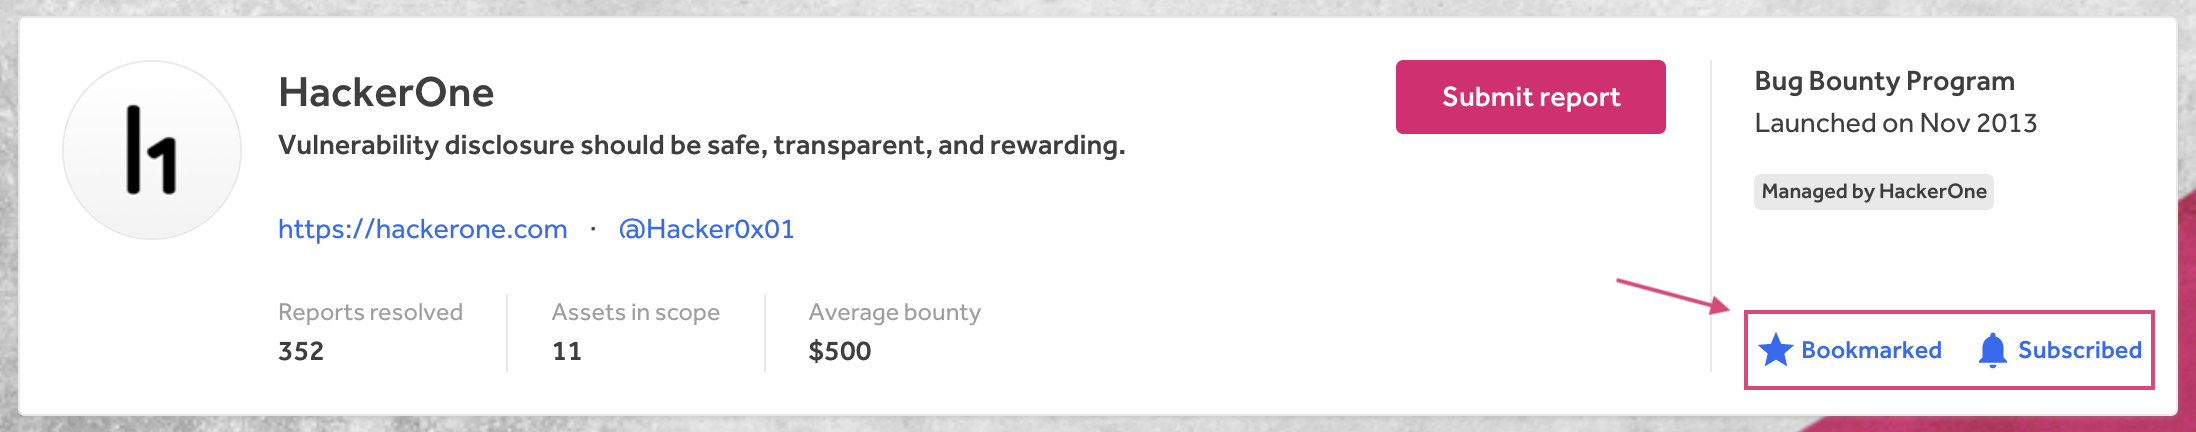 h1
HackerOne
Vulnerability disclosure should be safe, transparent, and rewarding.
https://hackerone.com · @Hacker0x01
Reports resolved
352
Assets in scope
11
Average bounty
$500
Submit report
Bug Bounty Program
Launched on Nov 2013
Managed by HackerOne
Bookmarked
Subscribed